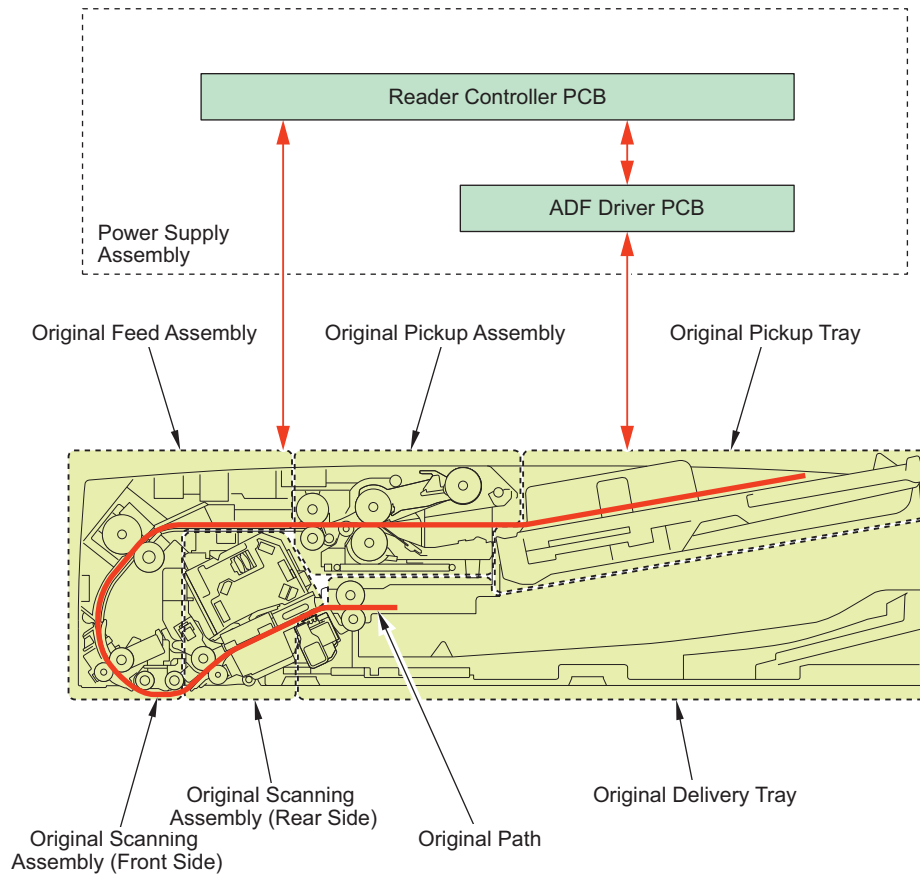 Reader Controller PCB
ADF Driver PCB
Power Supply
Assembly
Original Feed Assembly
Original Pickup Assembly
Original Pickup Tray
Original Scanning
Assembly (Rear Side)
Original Delivery Tray
Original Scanning
Assembly (Front Side)
Original Path